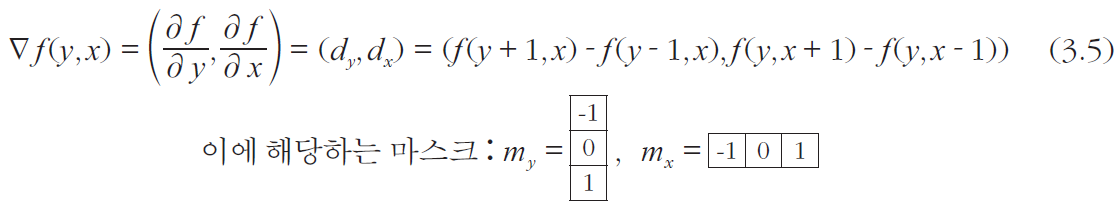 ∇f(y,x) = (∂f/∂y, ∂f/∂x) = (d_y,d_x) = (f(y+1,x) - f(y-1,x), f(y,x+1) - f(y,x-1)) (3.5)
이에 해당하는 마스크 : m_y = -1 0 1 , m_x = -1 0 1